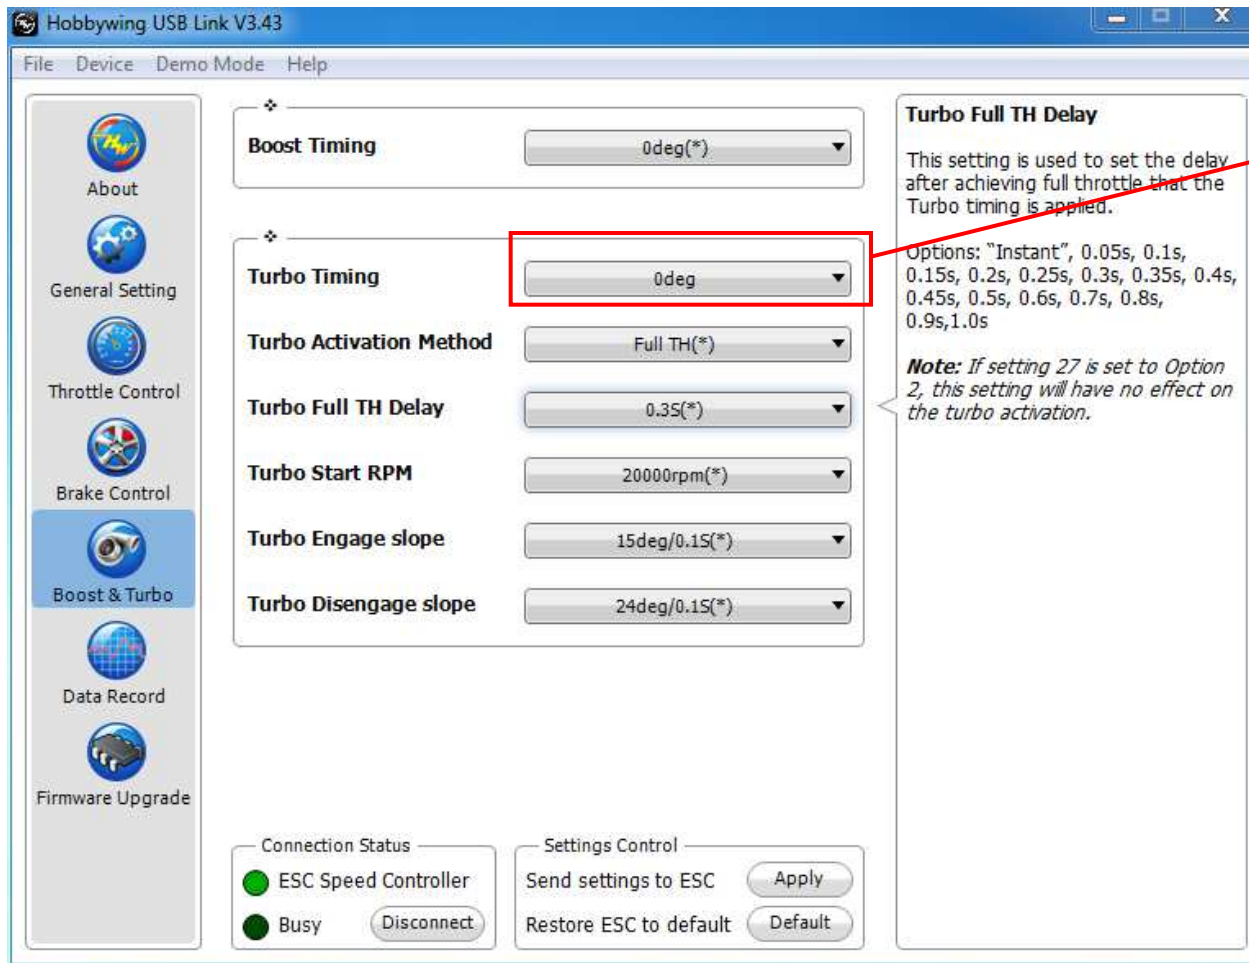 Hobbywing USB Link V3.43
File Device Demo Mode Help
About
General Setting
Throttle Control
Brake Control
Boost & Turbo
Data Record
Firmware Upgrade
Boost Timing 0deg(*)
Turbo Timing 0deg
Turbo Activation Method Full TH(*)
Turbo Full TH Delay 0.3S(*)
Turbo Start RPM 20000rpm(*)
Turbo Engage slope 15deg/0.1S(*)
Turbo Disengage slope 24deg/0.1S(*)
Connection Status
ESC Speed Controller
Busy Disconnect
Settings Control
Send settings to ESC Apply
Restore ESC to default Default
Turbo Full TH Delay
This setting is used to set the delay
after achieving full throttle that the
Turbo timing is applied.
Options: “Instant”, 0.05s, 0.1s,
0.15s, 0.2s, 0.25s, 0.3s, 0.35s, 0.4s,
0.45s, 0.5s, 0.6s, 0.7s, 0.8s,
0.9s,1.0s
Note: If setting 27 is set to Option
2, this setting will have no effect on
the turbo activation.